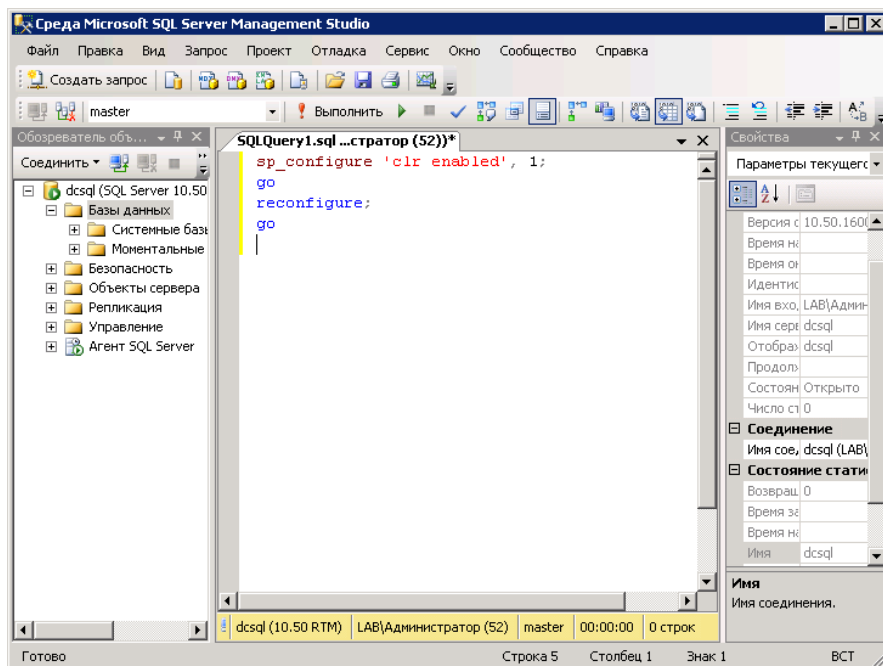 Среда Microsoft SQL Server Management Studio
Файл Правка Вид Запрос Проект Отладка Сервис Окно Сообщество Справка
Создать запрос
master Выполнить
Обозреватель объ...
Соединить
dcsql (SQL Server 10.50
Базы данных
Системные базы
Моментальные
Безопасность
Объекты сервера
Репликация
Управление
Агент SQL Server
SQLQuery1.sql ...стратор (52))*
sp_configure 'clr enabled', 1;
go
reconfigure;
go
Свойства
Параметры текущегс
Версия с 10.50.160
Время на
Время ок
Идентис
Имя вхо, LAB\Админ
Имя серв dcsql
Отображ dcsql
Продолж
Состоян Открыто
Число ст 0
Соединение
Имя сое, dcsql (LAB\
Состояние стати
Возвращ 0
Время за
Время на
Имя dcsql
Имя
Имя соединения.
dcsql (10.50 RTM) LAB\Администратор (52) master 00:00:00 0 строк
Готово Строка 5 Столбец 1 Знак 1 ВСТ